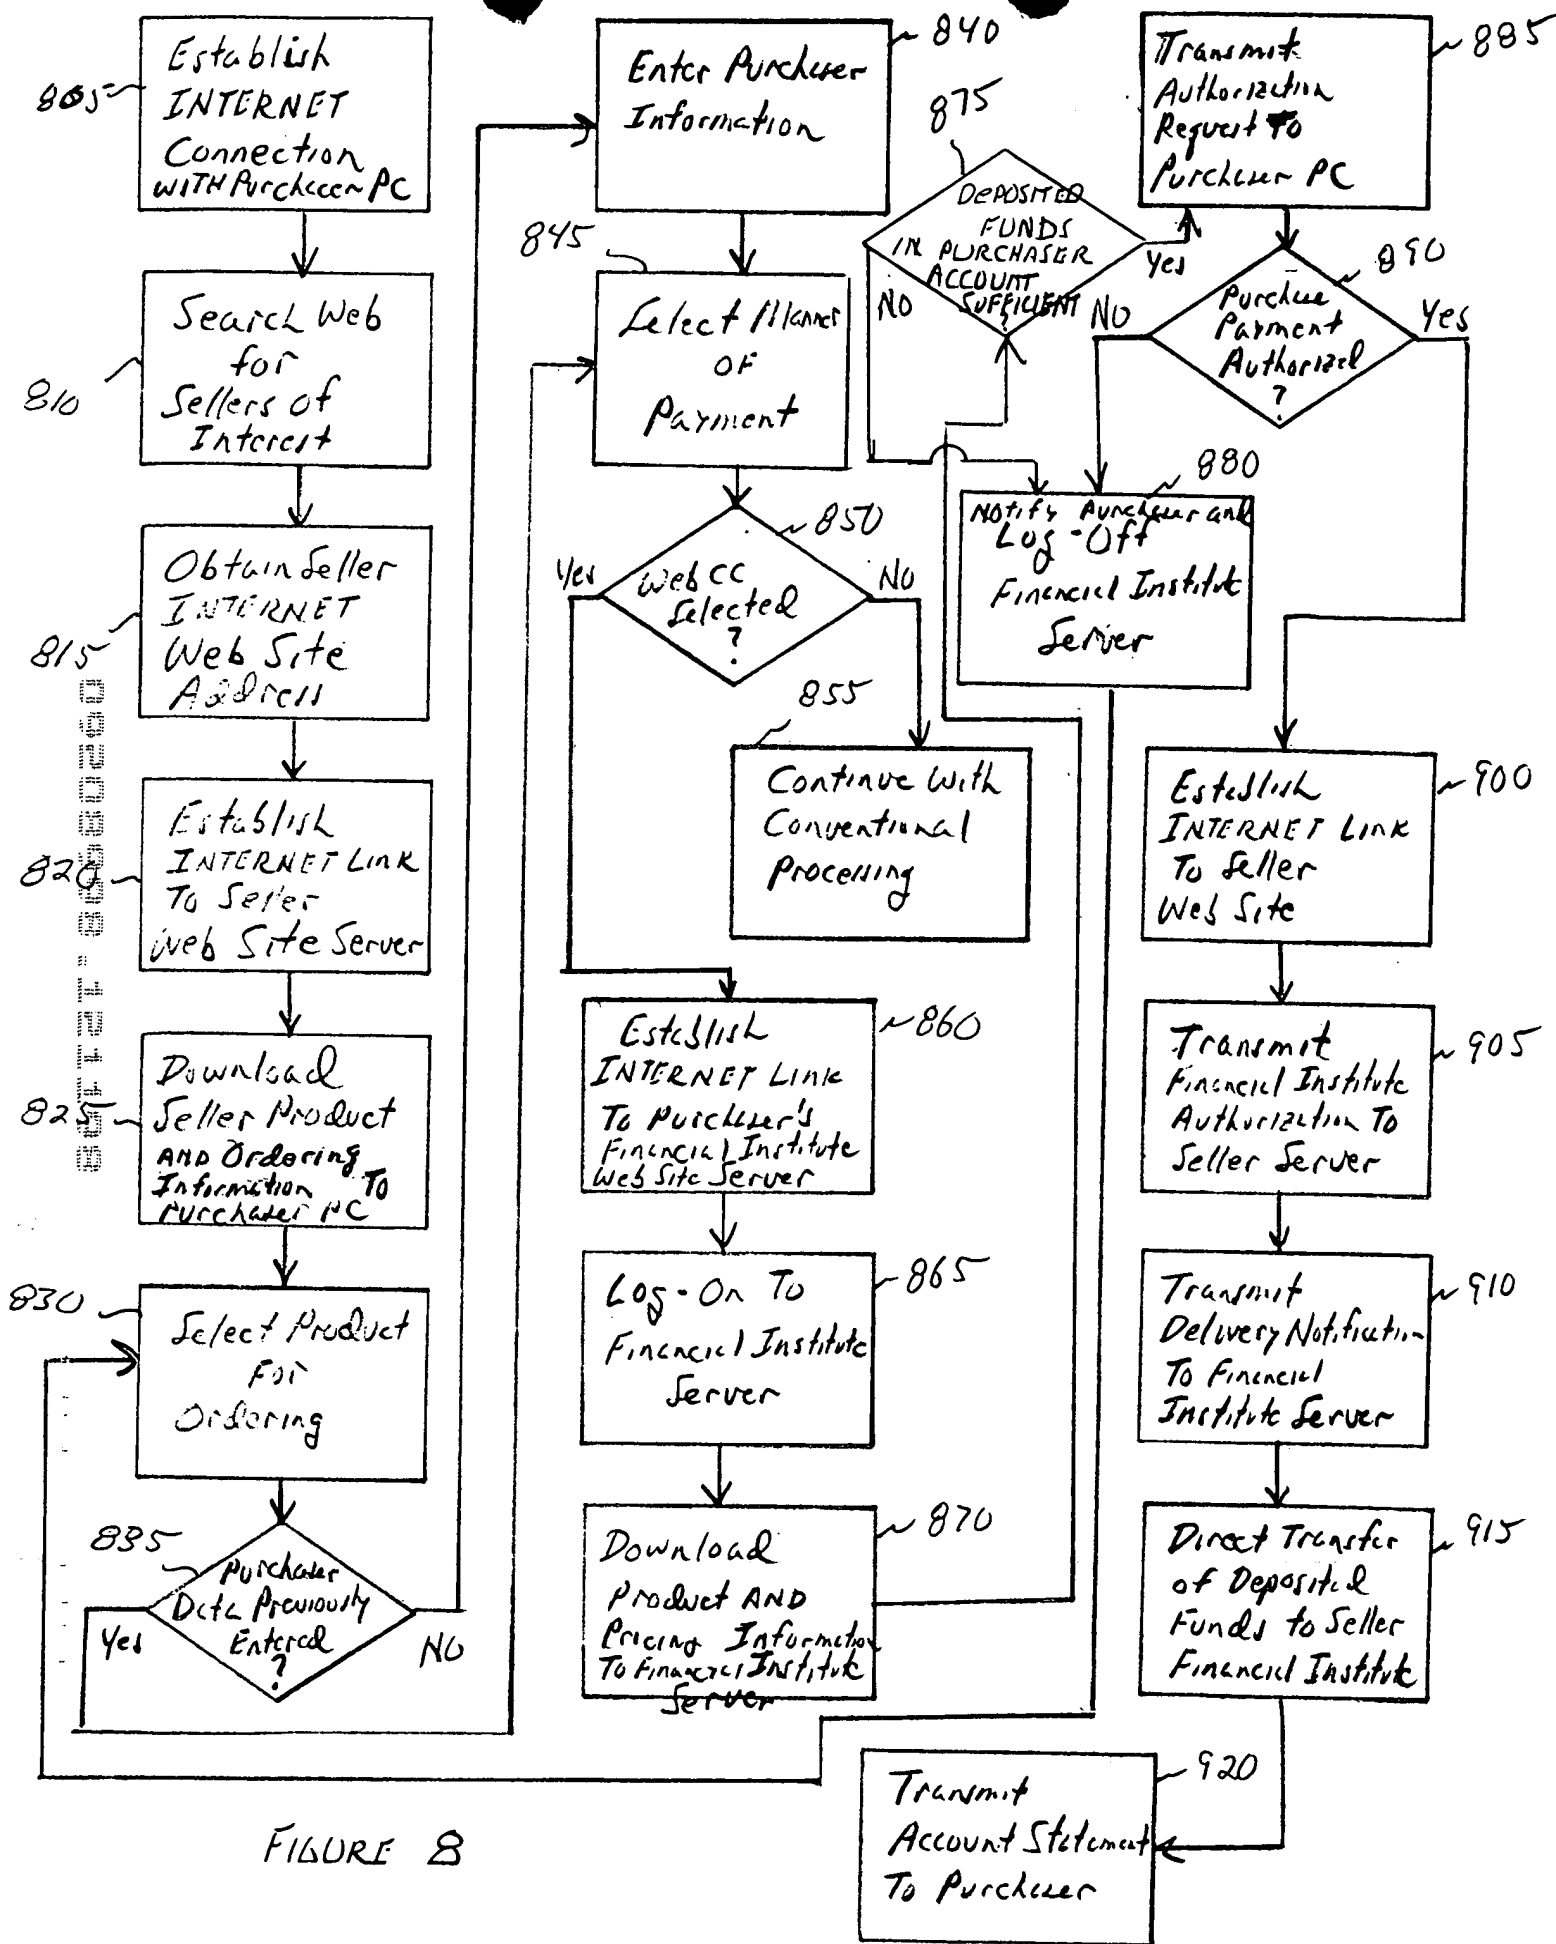 805
Establish
INTERNET
Connection
WITH Purchaser PC
810
Search Web
for
Sellers of
Interest
815
Obtain Seller
INTERNET
Web Site
Address
820
Establish
INTERNET Link
To Seller
Web Site Server
825
Download
Seller Product
AND Ordering
Information To
Purchaser PC
830
Select Product
For
Ordering
835
Purchaser
Data Previously
Entered
?
Yes
NO
840
Enter Purchaser
Information
845
Select Manner
OF
Payment
850
Web CC
Selected
?
Yes
NO
855
Continue With
Conventional
Processing
860
Establish
INTERNET Link
To Purchaser's
Financial Institute
Web Site Server
865
Log-On To
Financial Institute
Server
870
Download
Product AND
Pricing Information
To Financial Institute
Server
875
DEPOSITED
FUNDS
IN PURCHASER
ACCOUNT
SUFFICIENT
?
NO
Yes
880
Notify Purchaser and
Log-Off
Financial Institute
Server
885
Transmit
Authorization
Request To
Purchaser PC
890
Purchase
Payment
Authorized
?
NO
Yes
900
Establish
INTERNET Link
To Seller
Web Site
905
Transmit
Financial Institute
Authorization To
Seller Server
910
Transmit
Delivery Notification
To Financial
Institute Server
915
Direct Transfer
of Deposited
Funds to Seller
Financial Institute
920
Transmit
Account Statement
To Purchaser
FIGURE 8